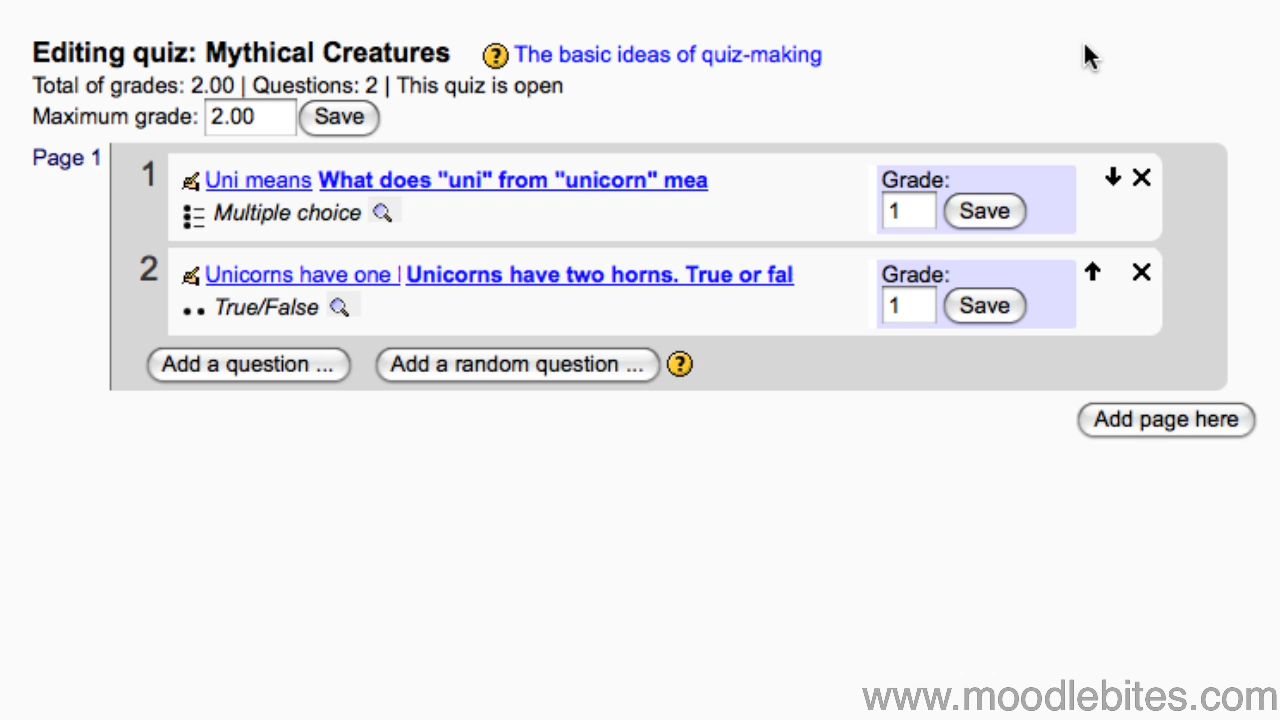 Editing quiz: Mythical Creatures ? The basic ideas of quiz-making
Total of grades: 2.00 | Questions: 2 | This quiz is open
Maximum grade: 2.00 Save
Page 1
1 Uni means What does "uni" from "unicorn" mea Grade:
Multiple choice 1 Save
2 Unicorns have one Unicorns have two horns. True or fal Grade:
True/False 1 Save
Add a question ... Add a random question ... ?
Add page here
www.moodlebites.com